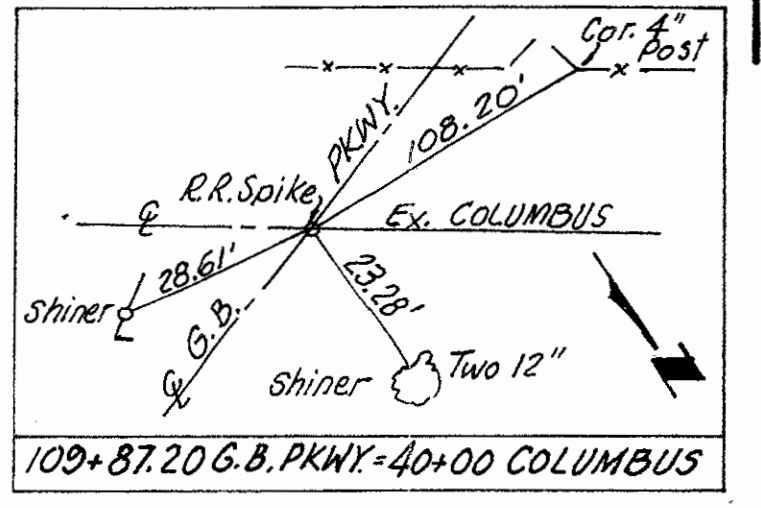 Cor. 4"
Post
PKWY.
108.20'
R.R. Spike
℄
Ex. COLUMBUS
28.61'
23.28'
shiner
℄ G.B.
shiner
Two 12"
N
109+87.20 G.B. PKWY. = 40+00 COLUMBUS